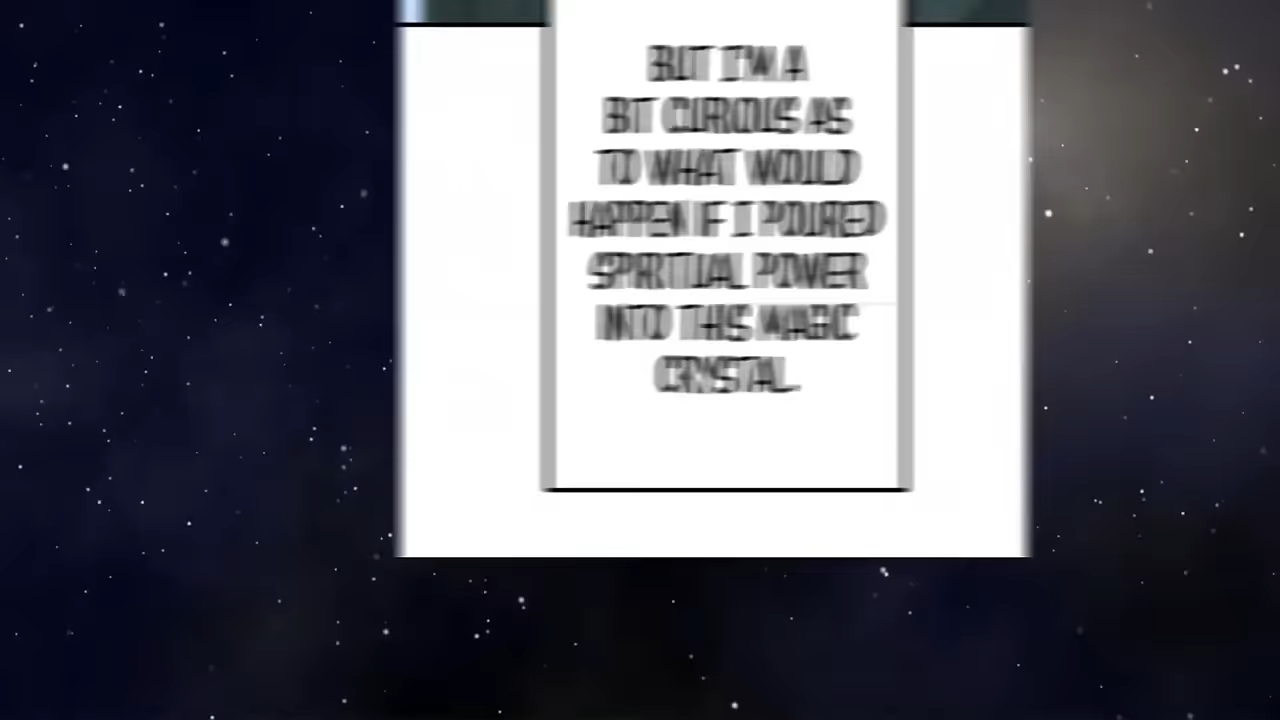 BUT I'M A
BIT CURIOUS AS
TO WHAT WOULD
HAPPEN IF I POURED
SPIRITUAL POWER
INTO THIS MAGIC
CRYSTAL.